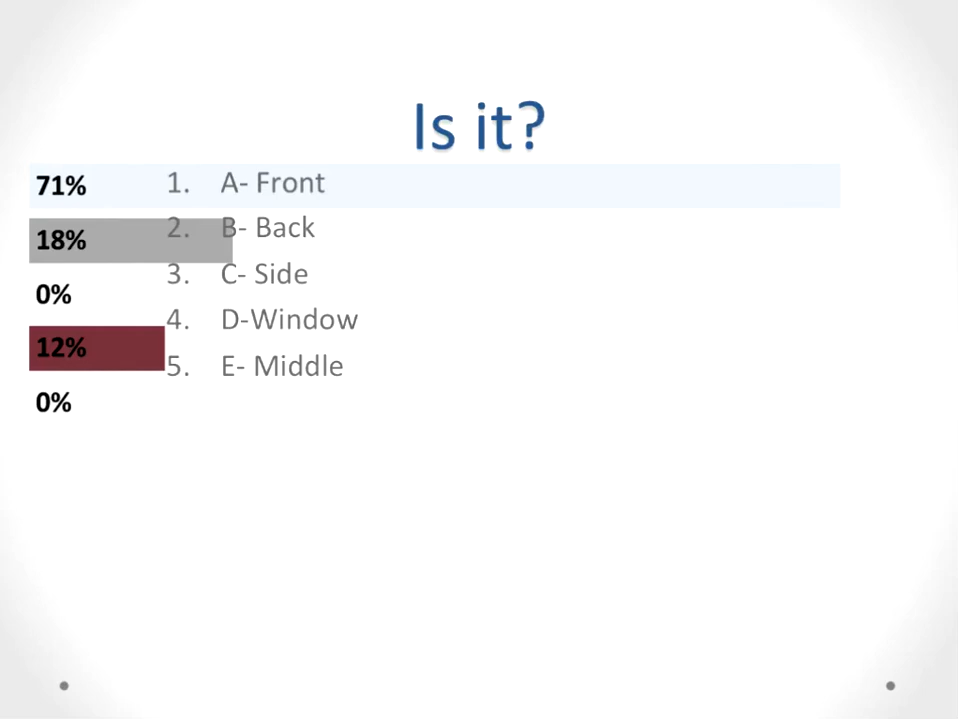 Is it?
71% 1. A- Front
18% 2. B- Back
0% 3. C- Side
12% 4. D-Window
0% 5. E- Middle